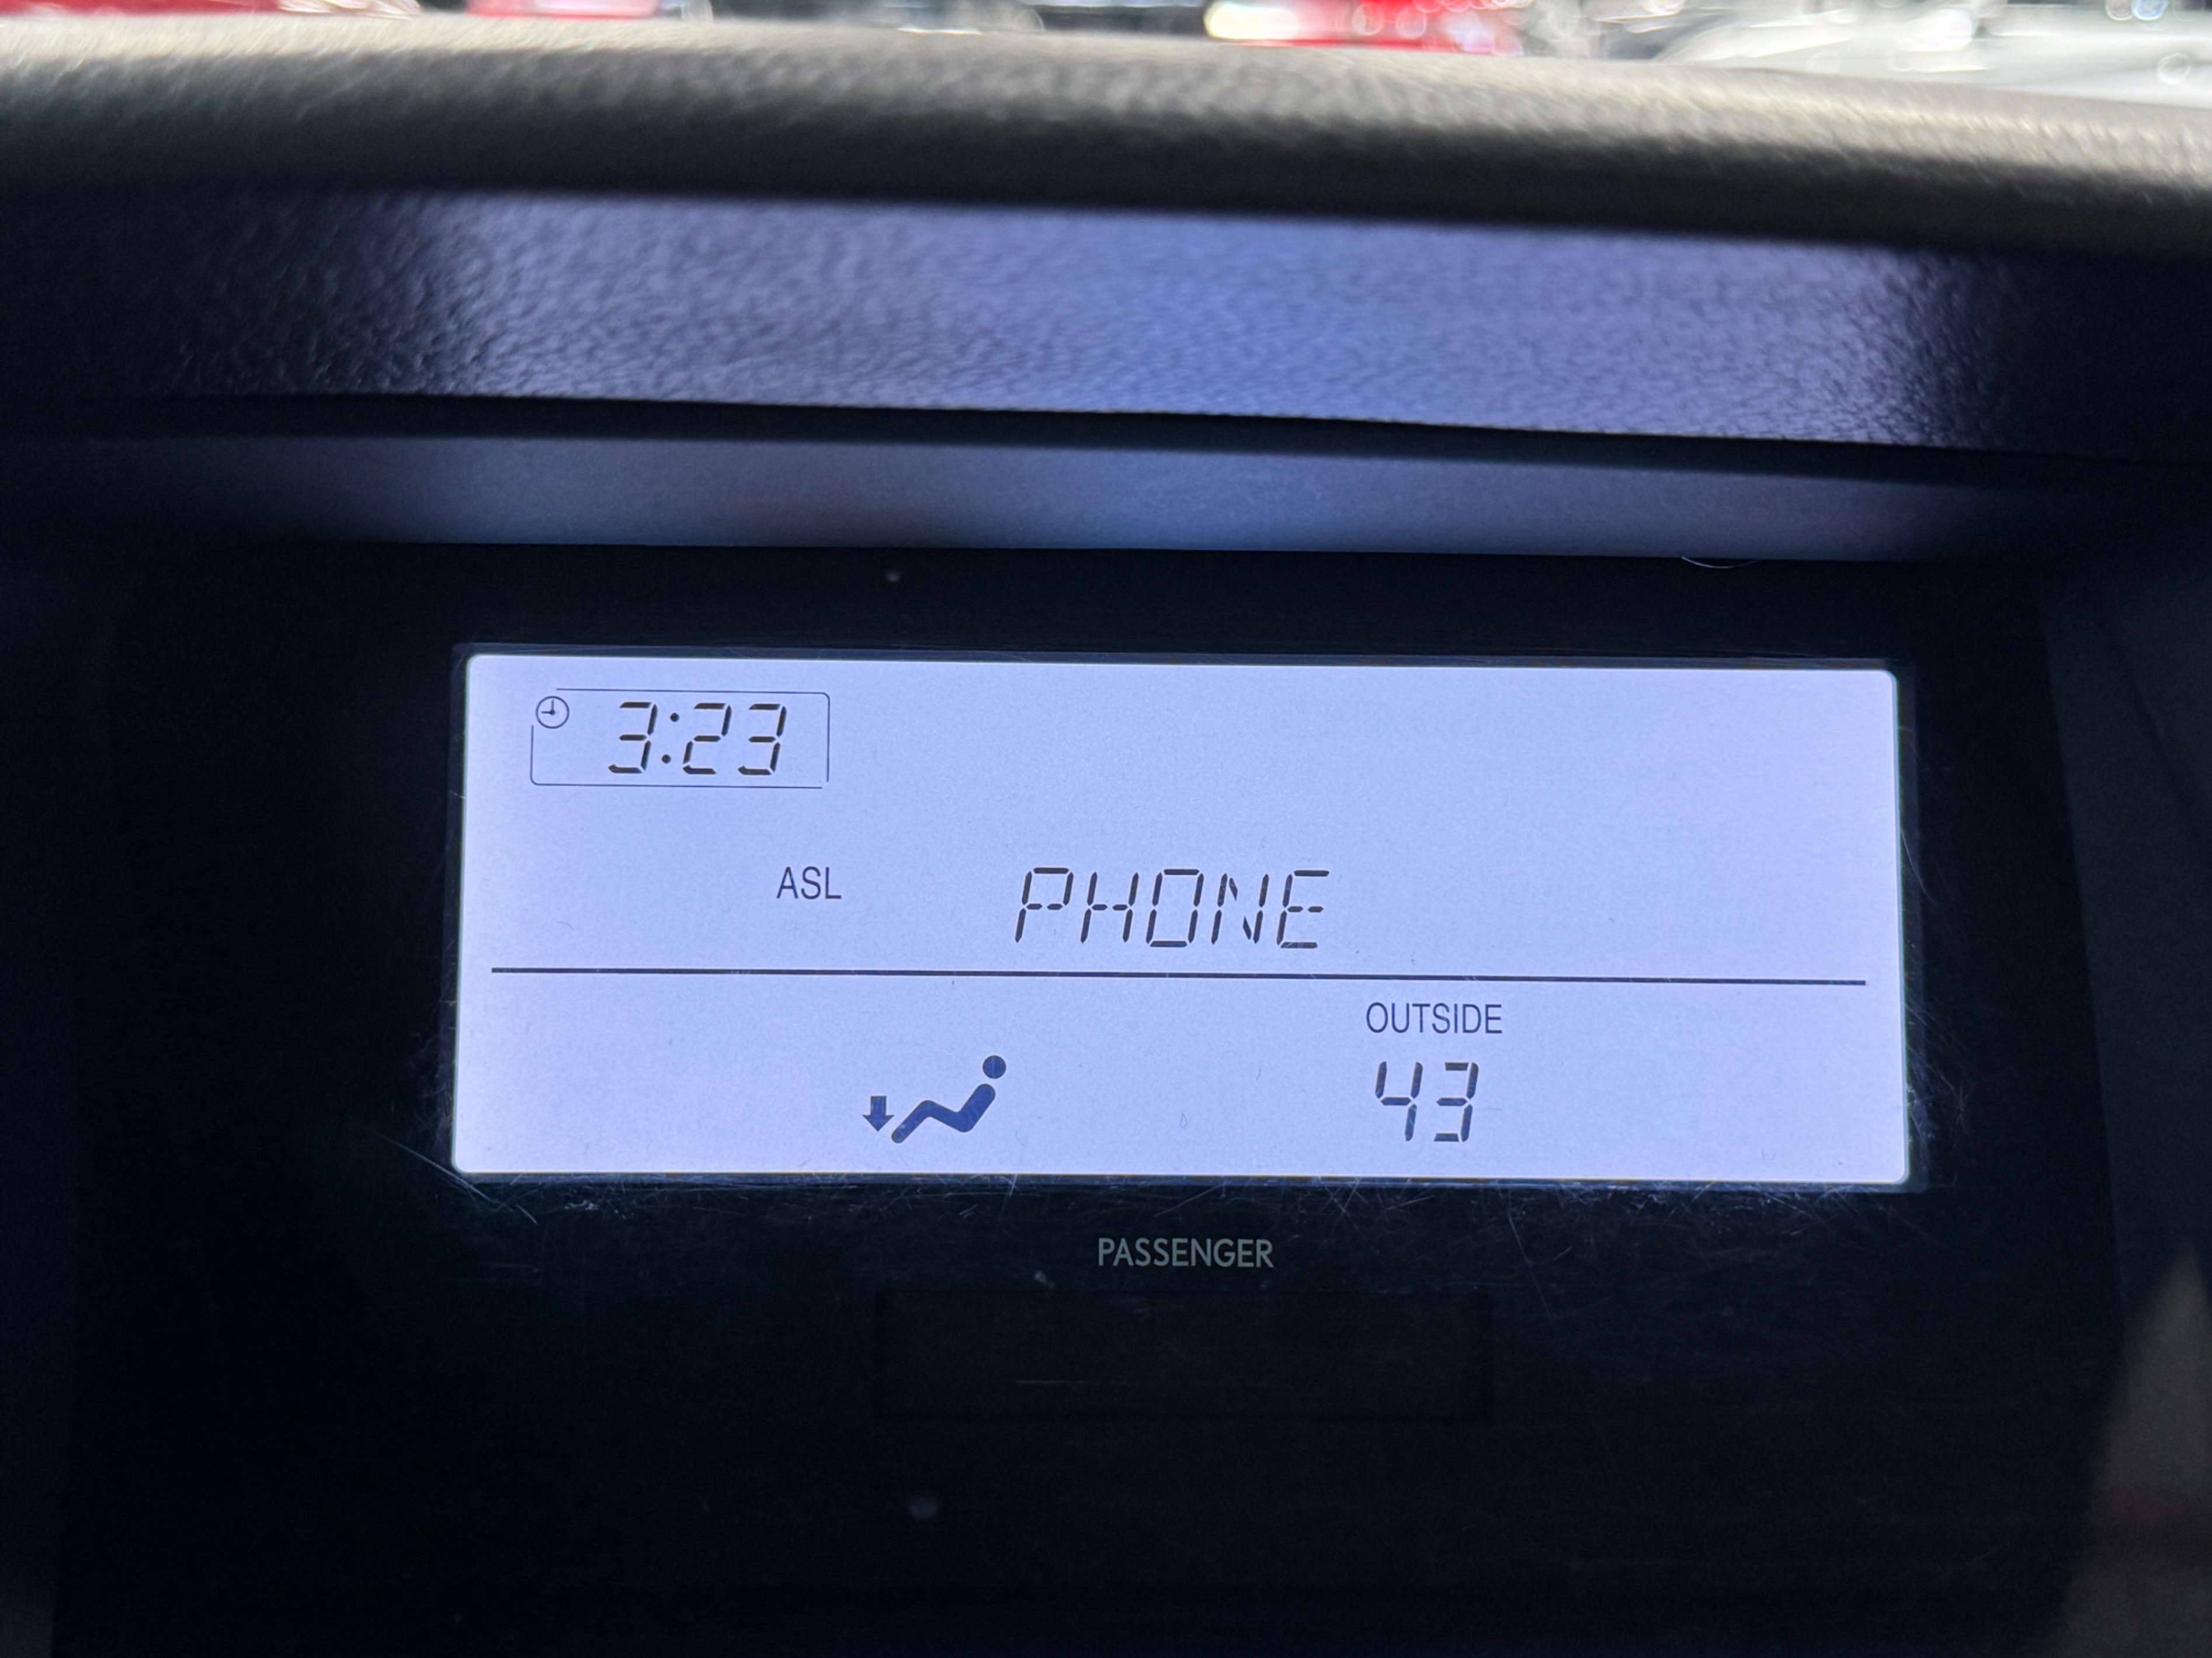 3:23
ASL PHONE
OUTSIDE
43
PASSENGER